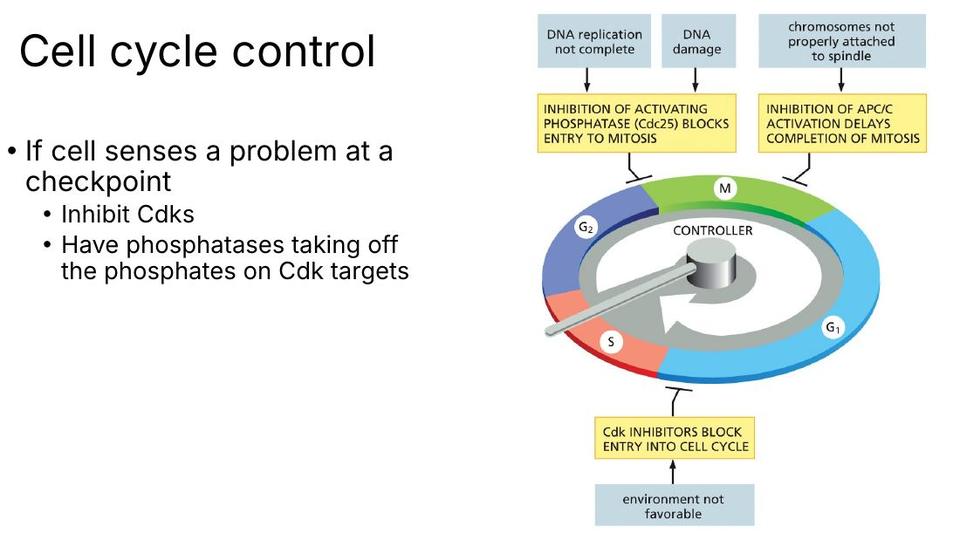 Cell cycle control
• If cell senses a problem at a
checkpoint
• Inhibit Cdks
• Have phosphatases taking off
the phosphates on Cdk targets
DNA replication
not complete
DNA
damage
chromosomes not
properly attached
to spindle
INHIBITION OF ACTIVATING
PHOSPHATASE (Cdc25) BLOCKS
ENTRY TO MITOSIS
INHIBITION OF APC/C
ACTIVATION DELAYS
COMPLETION OF MITOSIS
M
G₂
CONTROLLER
G₁
S
Cdk INHIBITORS BLOCK
ENTRY INTO CELL CYCLE
environment not
favorable